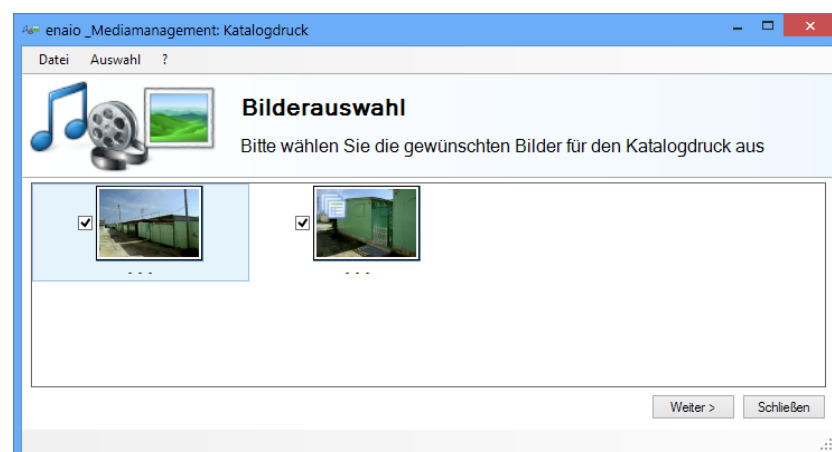 enaio _Mediamanagement: Katalogdruck
Datei Auswahl ?
Bilderauswahl
Bitte wählen Sie die gewünschten Bilder für den Katalogdruck aus
- - -
- - -
Weiter > Schließen